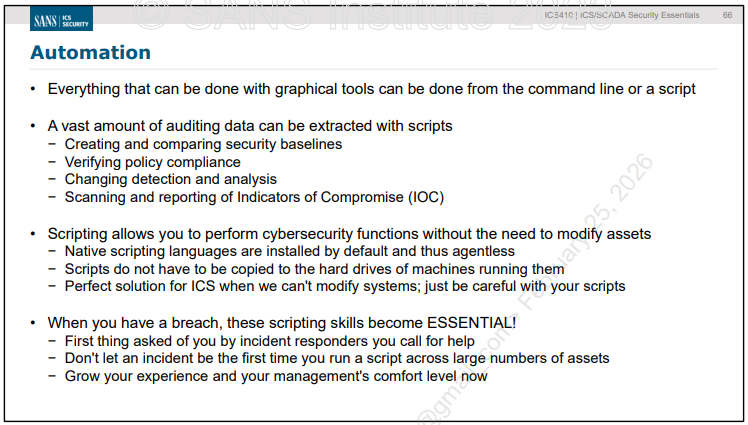 © SANS Institute 2026
SANS | ICS SECURITY
ICS410 | ICS/SCADA Security Essentials 66
Automation
• Everything that can be done with graphical tools can be done from the command line or a script
• A vast amount of auditing data can be extracted with scripts
− Creating and comparing security baselines
− Verifying policy compliance
− Changing detection and analysis
− Scanning and reporting of Indicators of Compromise (IOC)
• Scripting allows you to perform cybersecurity functions without the need to modify assets
− Native scripting languages are installed by default and thus agentless
− Scripts do not have to be copied to the hard drives of machines running them
− Perfect solution for ICS when we can't modify systems; just be careful with your scripts
• When you have a breach, these scripting skills become ESSENTIAL!
− First thing asked of you by incident responders you call for help
− Don't let an incident be the first time you run a script across large numbers of assets
− Grow your experience and your management's comfort level now
@gmail_com - February 25, 2026